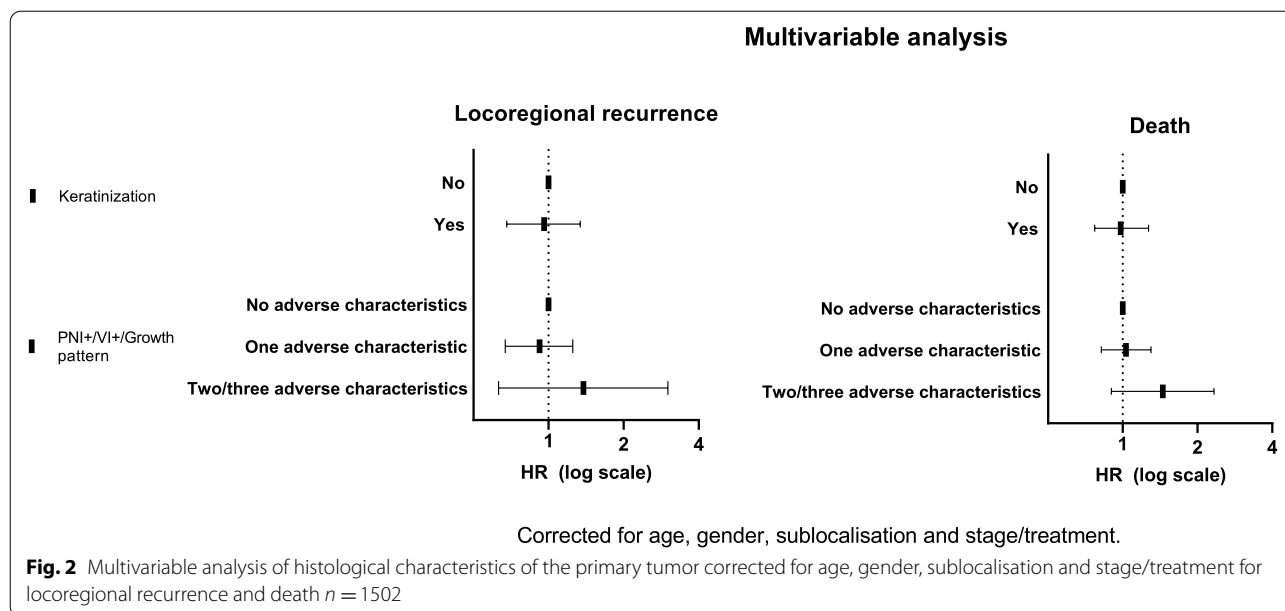 Multivariable analysis
Locoregional recurrence
Keratinization
No
Yes
PNI+/VI+/Growth
pattern
No adverse characteristics
One adverse characteristic
Two/three adverse characteristics
1 2 4
HR (log scale)
Death
No
Yes
No adverse characteristics
One adverse characteristic
Two/three adverse characteristics
1 2 4
HR (log scale)
Corrected for age, gender, sublocalisation and stage/treatment.
Fig. 2 Multivariable analysis of histological characteristics of the primary tumor corrected for age, gender, sublocalisation and stage/treatment for
locoregional recurrence and death n = 1502